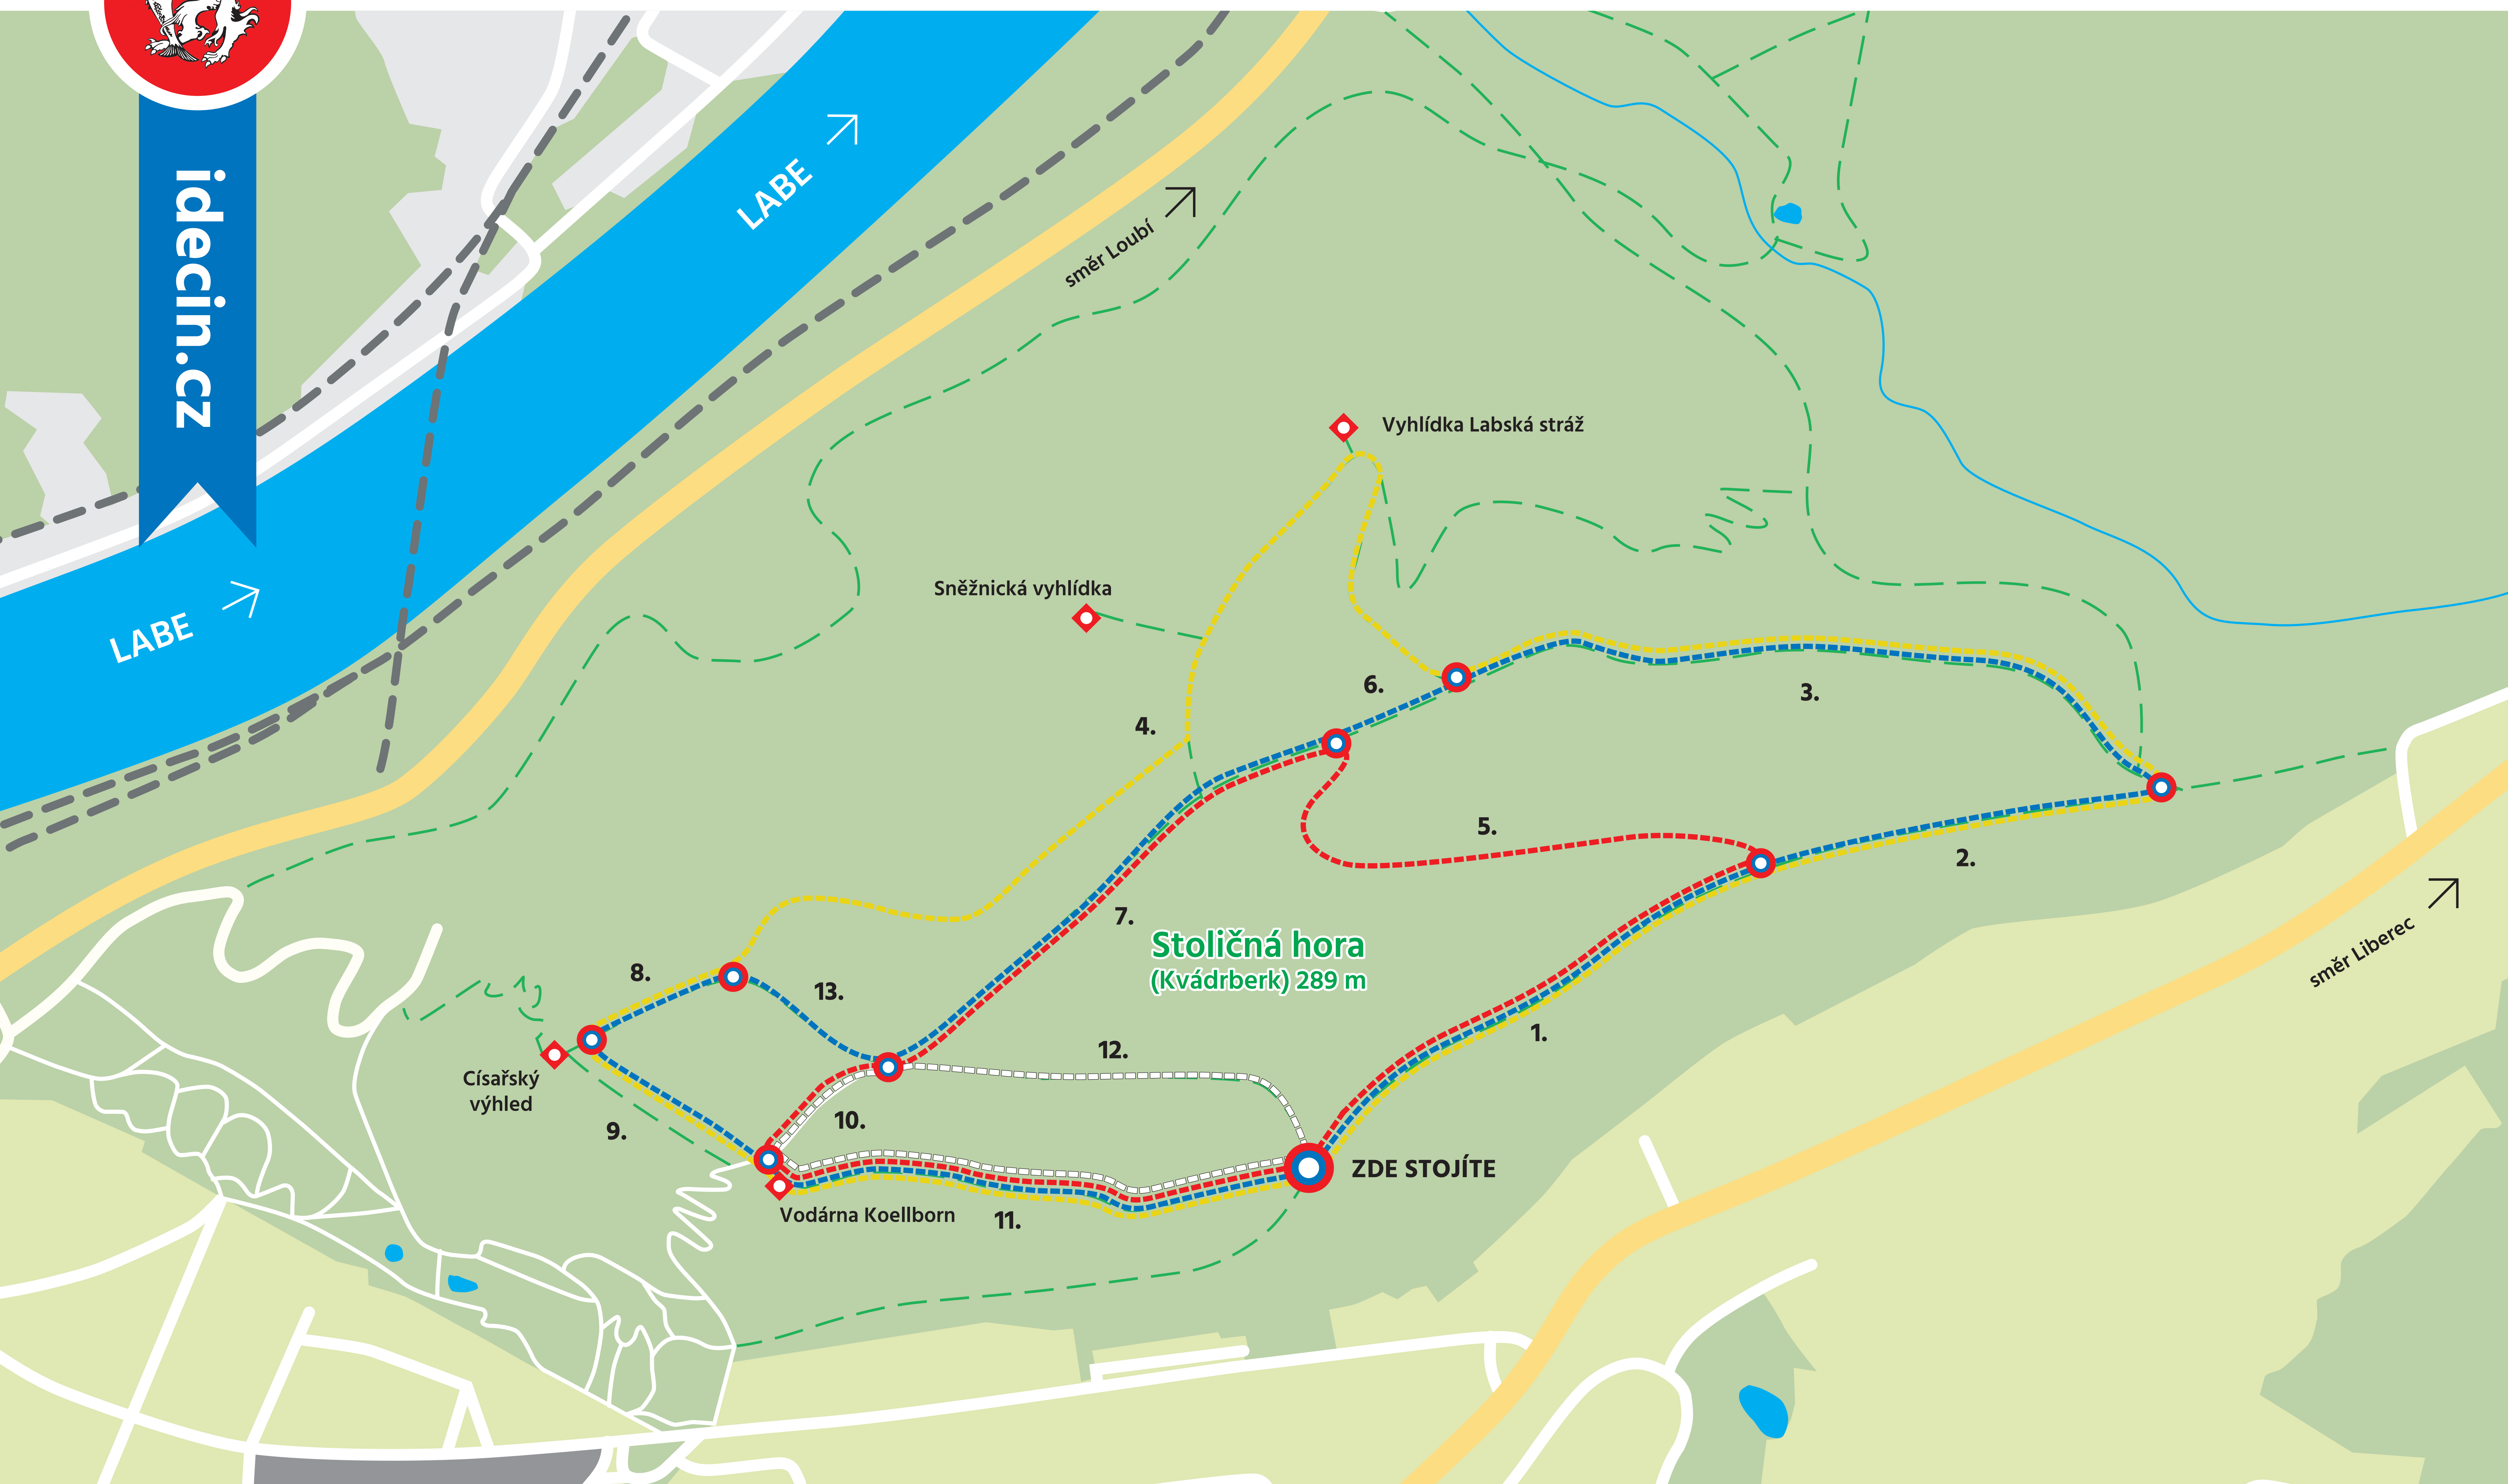 idecin.cz
LABE
směr Loubí
LABE
Vyhlídka Labská stráž
Sněžnická vyhlídka
6.
3.
4.
5.
2.
7.
Stoličná hora
(Kvádrberk) 289 m
směr Liberec
8.
13.
1.
12.
Císařský
výhled
9.
10.
ZDE STOJÍTE
Vodárna Koellborn
11.